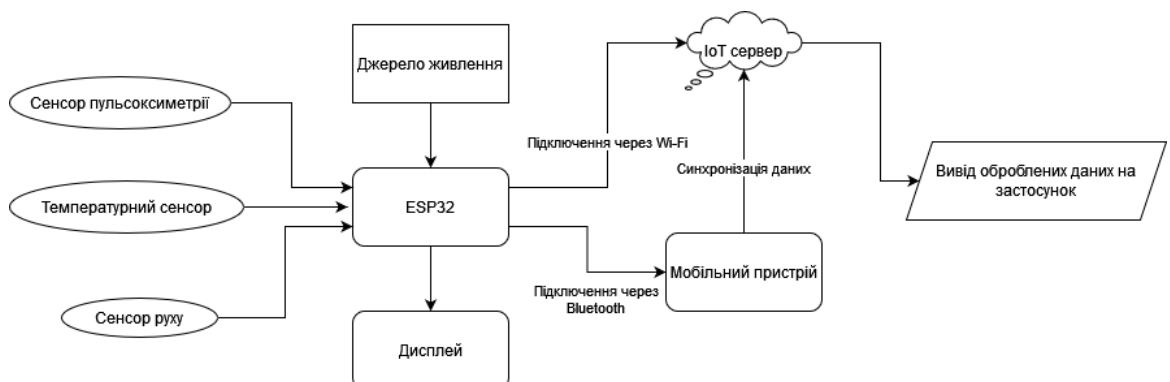 Джерело живлення
IoT сервер
Сенсор пульсоксиметрії
Підключення через Wi-Fi
Синхронізація даних
Вивід оброблених даних на
застосунок
Температурний сенсор
ESP32
Мобільний пристрій
Підключення через
Bluetooth
Сенсор руху
Дисплей